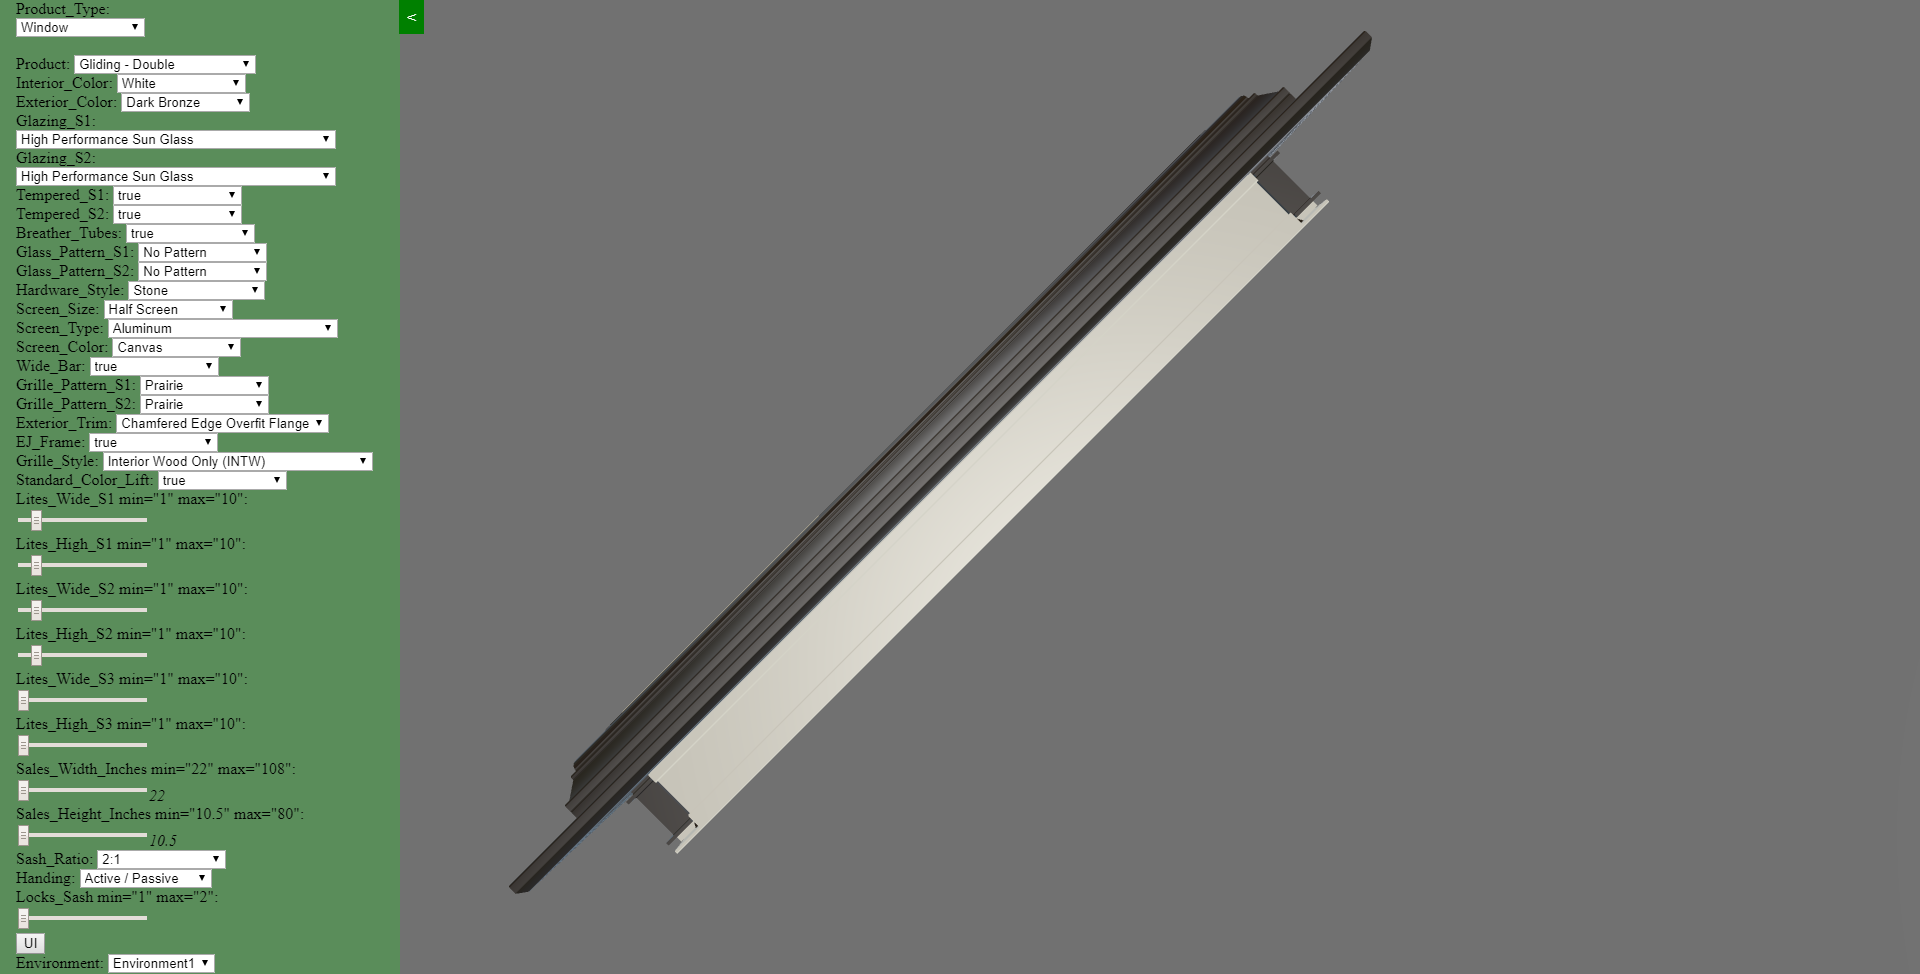 Product_Type:
Window
<
Product: Gliding - Double
Interior_Color: White
Exterior_Color: Dark Bronze
Glazing_S1:
High Performance Sun Glass
Glazing_S2:
High Performance Sun Glass
Tempered_S1: true
Tempered_S2: true
Breather_Tubes: true
Glass_Pattern_S1: No Pattern
Glass_Pattern_S2: No Pattern
Hardware_Style: Stone
Screen_Size: Half Screen
Screen_Type: Aluminum
Screen_Color: Canvas
Wide_Bar: true
Grille_Pattern_S1: Prairie
Grille_Pattern_S2: Prairie
Exterior_Trim: Chamfered Edge Overfit Flange
EJ_Frame: true
Grille_Style: Interior Wood Only (INTW)
Standard_Color_Lift: true
Lites_Wide_S1 min="1" max="10":
Lites_High_S1 min="1" max="10":
Lites_Wide_S2 min="1" max="10":
Lites_High_S2 min="1" max="10":
Lites_Wide_S3 min="1" max="10":
Lites_High_S3 min="1" max="10":
Sales_Width_Inches min="22" max="108":
22
Sales_Height_Inches min="10.5" max="80":
10.5
Sash_Ratio: 2:1
Handing: Active / Passive
Locks_Sash min="1" max="2":
UI
Environment: Environment1